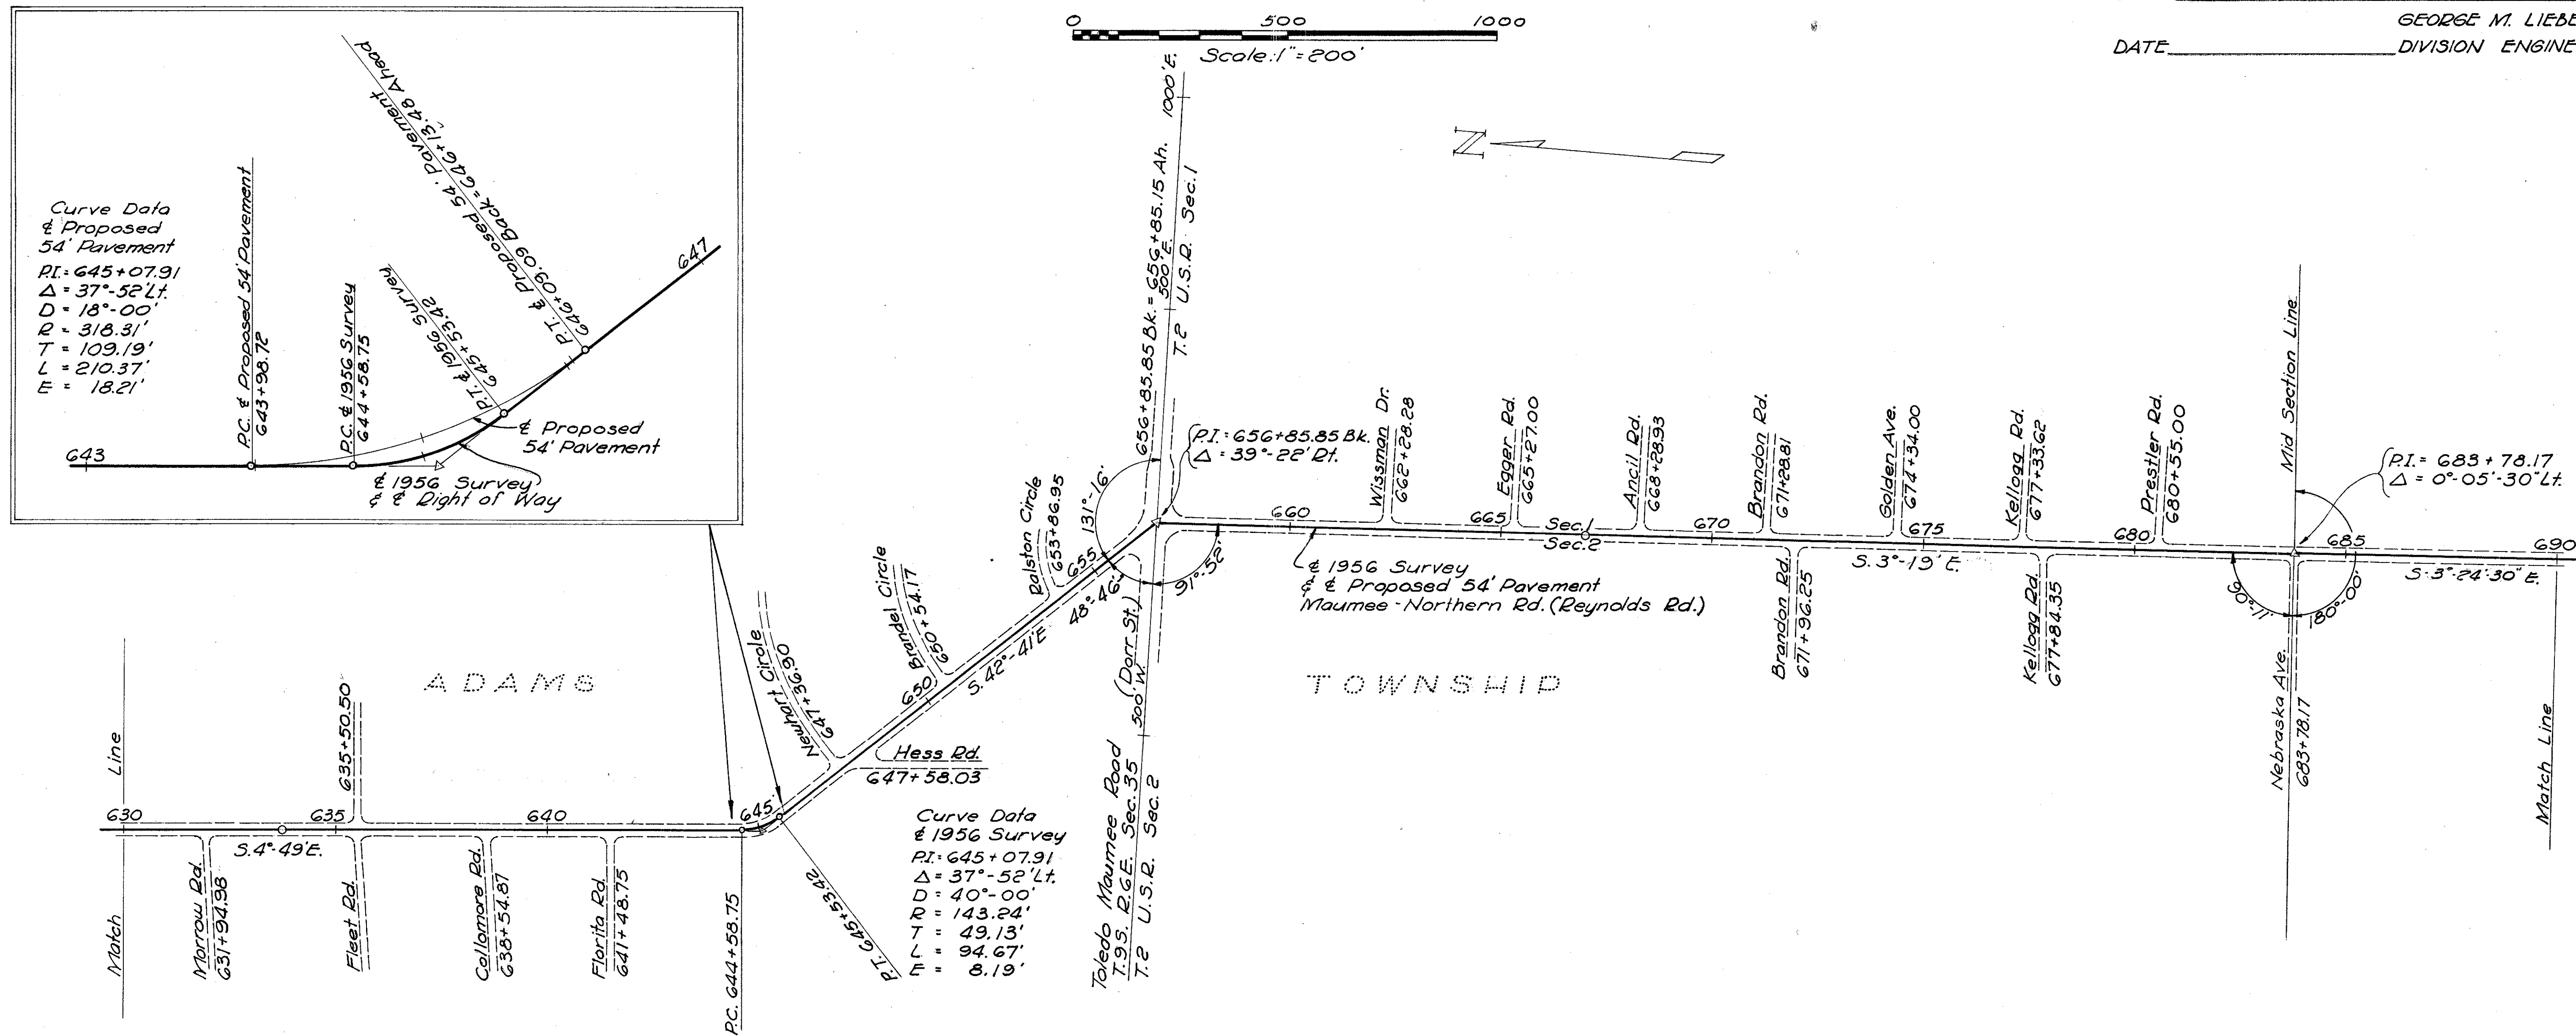 GEORGE M. LIEBE
DATE
DIVISION ENGINE
0 500 1000
Scale: 1" = 200'
Curve Data
℄ Proposed
54' Pavement
P.I. = 645+07.91
Δ = 37°-52' Lt.
D = 18°-00'
R = 318.31'
T = 109.19'
L = 210.37'
E = 18.21'
643
P.C. ℄ Proposed 54' Pavement
643+98.72
P.C. ℄ 1956 Survey
644+58.75
P.T. ℄ 1956 Survey
645+53.42
P.T. ℄ Proposed 54' Pavement
646+09.09 Back = 646+13.48 Ahead
647
℄ Proposed
54' Pavement
℄ 1956 Survey
& ℄ Right of Way
N
ADAMS
TOWNSHIP
Match Line
630
S. 4°-49' E.
Morrow Rd.
631+94.98
635
635+50.50
Fleet Rd.
Collomore Rd.
638+54.87
640
Florita Rd.
641+48.75
P.C. 644+58.75
645
P.T. 645+53.42
Curve Data
℄ 1956 Survey
P.I. = 645+07.91
Δ = 37°-52' Lt.
D = 40°-00'
R = 143.24'
T = 49.13'
L = 94.67'
E = 8.19'
Newhart Circle
647+36.90
Hess Rd.
647+58.03
Brandel Circle
650+54.17
650
S. 42°-41' E.
Ralston Circle
653+86.95
655
48°-46'
131°-16'
91°-52'
656+85.85 Bk. = 656+85.15 Ah.
500' E.
1000' E.
T.2 U.S.R. Sec. 1
Toledo Maumee Road (Dorr St.)
500' W.
T.9S. R.6E. Sec. 35
T.2 U.S.R. Sec. 2
P.I. = 656+85.85 Bk.
Δ = 39°-22' Rt.
660
℄ 1956 Survey
& ℄ Proposed 54' Pavement
Maumee-Northern Rd. (Reynolds Rd.)
Wissman Dr.
662+28.28
665
Egger Rd.
665+27.00
Sec. 1
Sec. 2
Ancil Rd.
668+28.93
670
Brandon Rd.
671+28.81
Brandon Rd.
671+96.25
S. 3°-19' E.
Golden Ave.
674+34.00
675
Kellogg Rd.
677+33.62
Kellogg Rd.
677+84.35
680
Prestler Rd.
680+55.00
Mid Section Line
P.I. = 683+78.17
Δ = 0°-05'-30" Lt.
90°-11'
180°-00'
685
Nebraska Ave.
683+78.17
S. 3°-24'-30" E.
690
Match Line